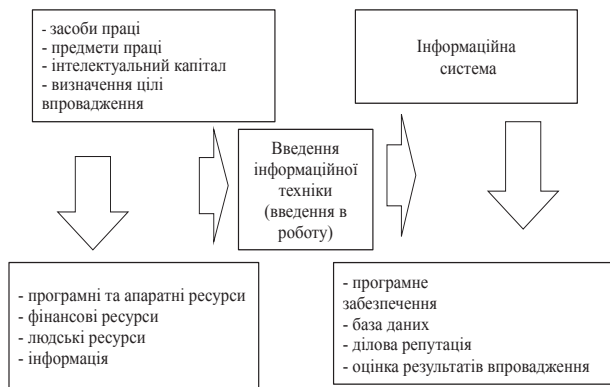 - засоби праці
- предмети праці
- інтелектуальний капітал
- визначення цілі
впровадження
Інформаційна
система
Введення
інформаційної
техніки
(введення в
роботу)
- програмні та апаратні ресурси
- фінансові ресурси
- людські ресурси
- інформація
- програмне
забезпечення
- база даних
- ділова репутація
- оцінка результатів впровадження